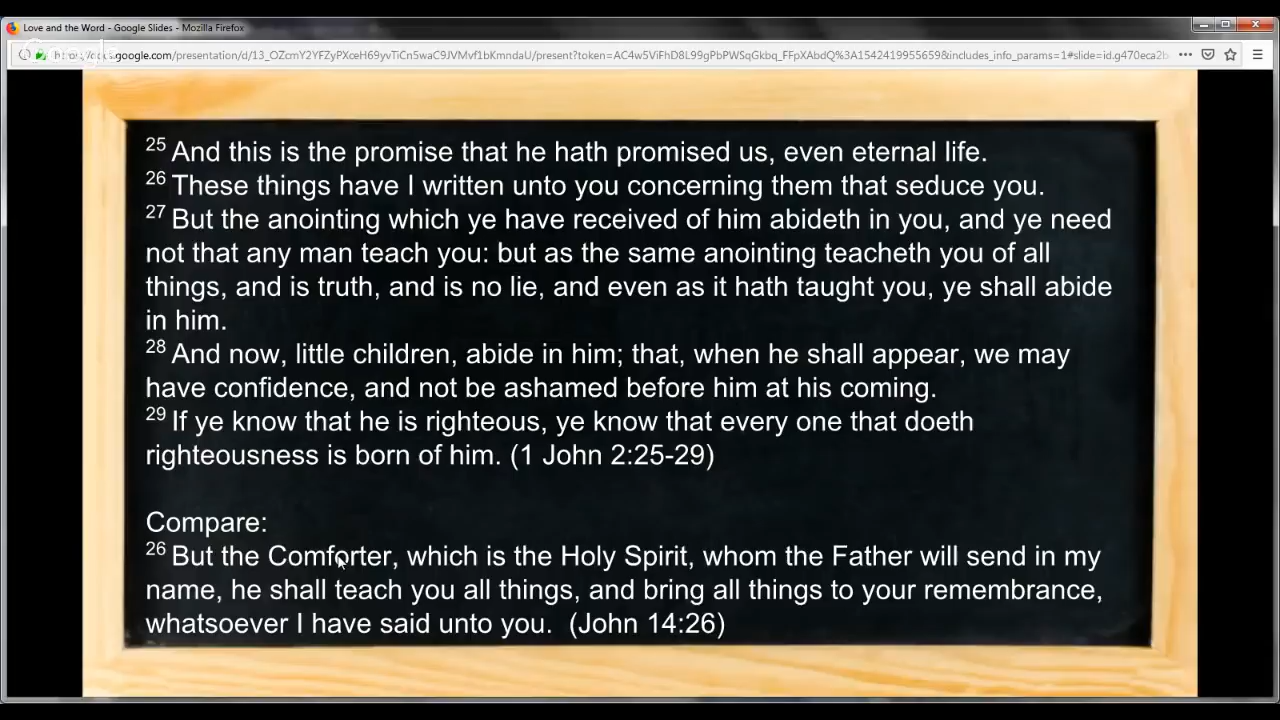 Love and the Word - Google Slides - Mozilla Firefox
25 And this is the promise that he hath promised us, even eternal life.
26 These things have I written unto you concerning them that seduce you.
27 But the anointing which ye have received of him abideth in you, and ye need
not that any man teach you: but as the same anointing teacheth you of all
things, and is truth, and is no lie, and even as it hath taught you, ye shall abide
in him.
28 And now, little children, abide in him; that, when he shall appear, we may
have confidence, and not be ashamed before him at his coming.
29 If ye know that he is righteous, ye know that every one that doeth
righteousness is born of him. (1 John 2:25-29)
Compare:
26 But the Comforter, which is the Holy Spirit, whom the Father will send in my
name, he shall teach you all things, and bring all things to your remembrance,
whatsoever I have said unto you. (John 14:26)